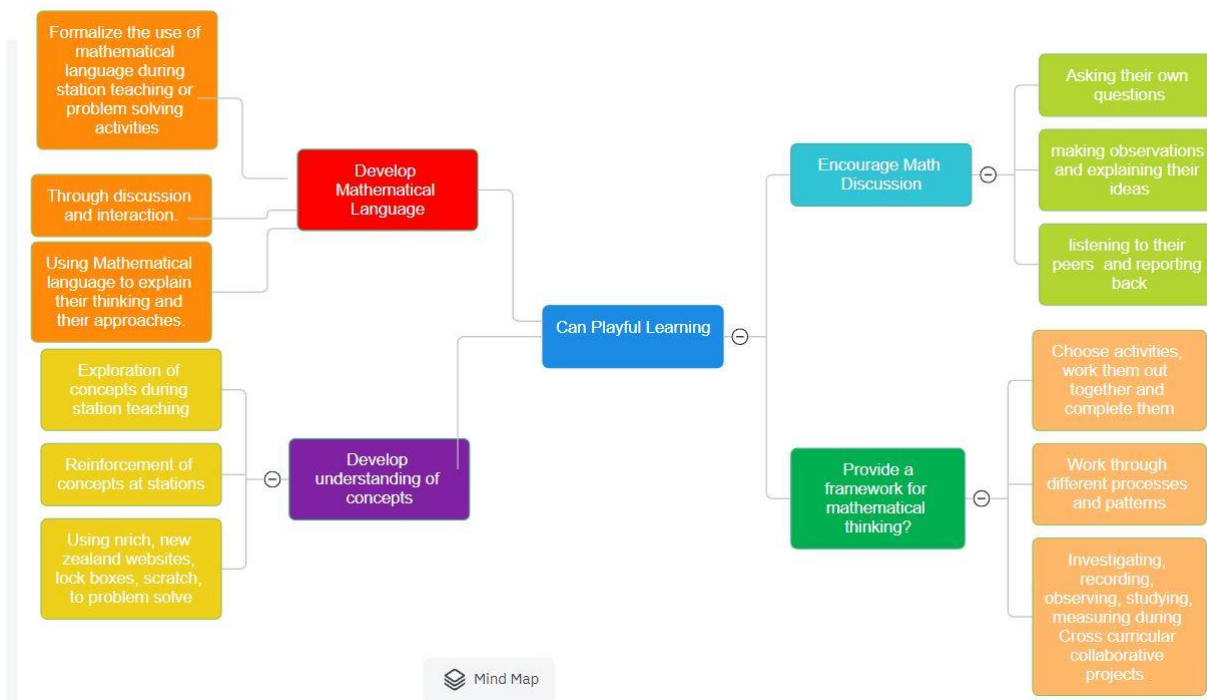 Formalize the use of
mathematical
language during
station teaching or
problem solving
activities
Through discussion
and interaction.
Using Mathematical
language to explain
their thinking and
their approaches.
Develop
Mathematical
Language
Exploration of
concepts during
station teaching
Reinforcement of
concepts at stations
Using nrich, new
zealand websites,
lock boxes, scratch,
to problem solve
Develop
understanding of
concepts
Can Playful Learning
Encourage Math
Discussion
Asking their own
questions
making observations
and explaining their
ideas
listening to their
peers and reporting
back
Provide a
framework for
mathematical
thinking?
Choose activities,
work them out
together and
complete them
Work through
different processes
and patterns
Investigating,
recording,
observing, studying,
measuring during
Cross curricular
collaborative
projects
Mind Map